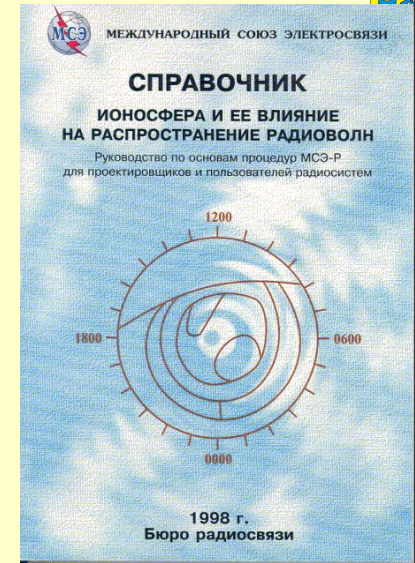 МСЭ
МЕЖДУНАРОДНЫЙ СОЮЗ ЭЛЕКТРОСВЯЗИ
СПРАВОЧНИК
ИОНОСФЕРА И ЕЕ ВЛИЯНИЕ
НА РАСПРОСТРАНЕНИЕ РАДИОВОЛН
Руководство по основам процедур МСЭ-Р
для проектировщиков и пользователей радиосистем
1200
1800
0600
0000
1998 г.
Бюро радиосвязи